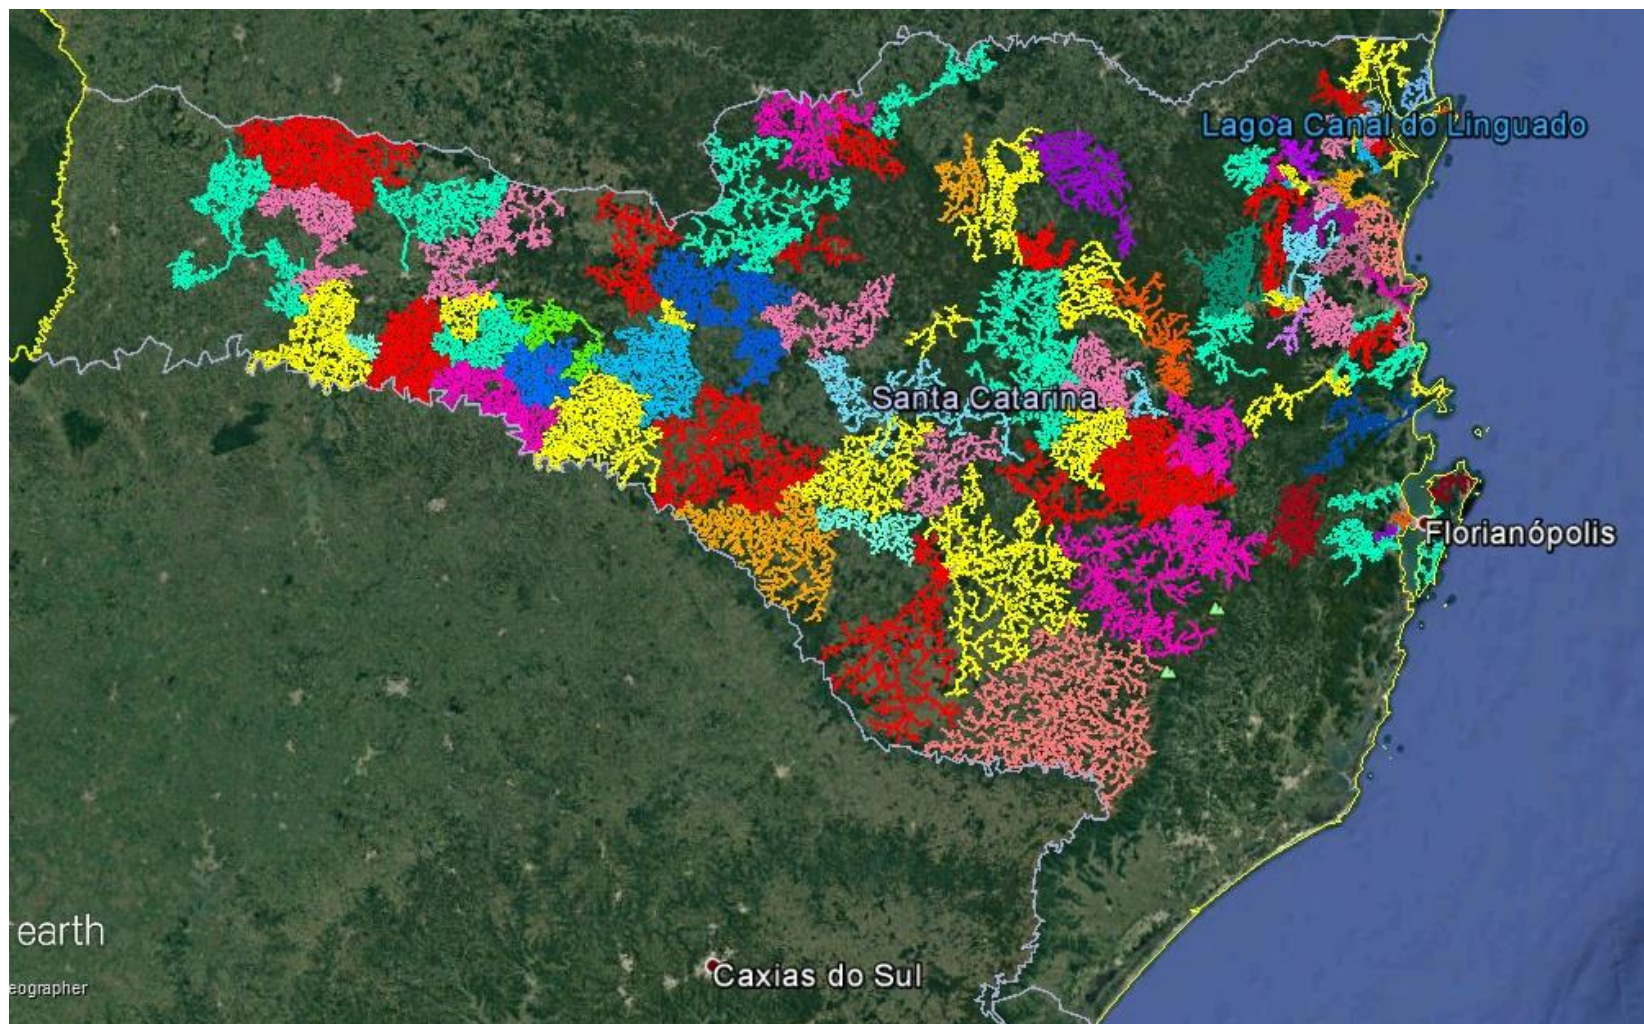 Lagoa Canal do Linguado
Santa Catarina
Florianópolis
earth
Caxias do Sul
eographer